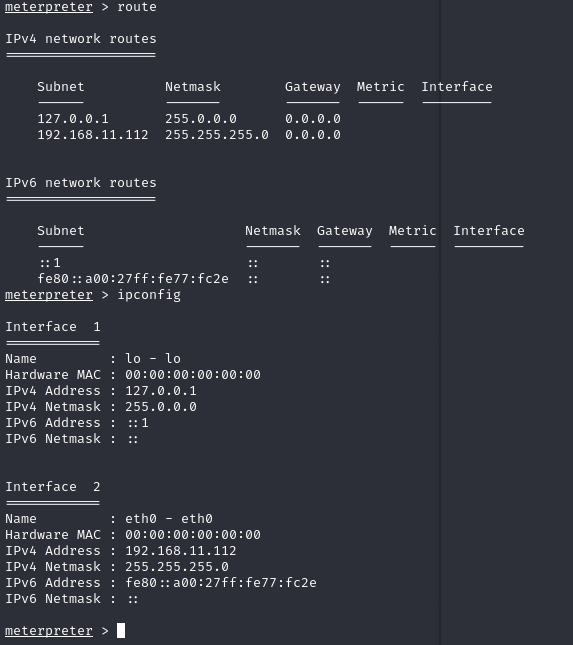 meterpreter > route
IPv4 network routes
===================
Subnet Netmask Gateway Metric Interface
------ ------- ------- ------ ---------
127.0.0.1 255.0.0.0 0.0.0.0
192.168.11.112 255.255.255.0 0.0.0.0
IPv6 network routes
===================
Subnet Netmask Gateway Metric Interface
------ ------- ------- ------ ---------
::1 :: ::
fe80::a00:27ff:fe77:fc2e :: ::
meterpreter > ipconfig
Interface  1
============
Name         : lo - lo
Hardware MAC : 00:00:00:00:00:00
IPv4 Address : 127.0.0.1
IPv4 Netmask : 255.0.0.0
IPv6 Address : ::1
IPv6 Netmask : ::
Interface  2
============
Name         : eth0 - eth0
Hardware MAC : 00:00:00:00:00:00
IPv4 Address : 192.168.11.112
IPv4 Netmask : 255.255.255.0
IPv6 Address : fe80::a00:27ff:fe77:fc2e
IPv6 Netmask : ::
meterpreter >